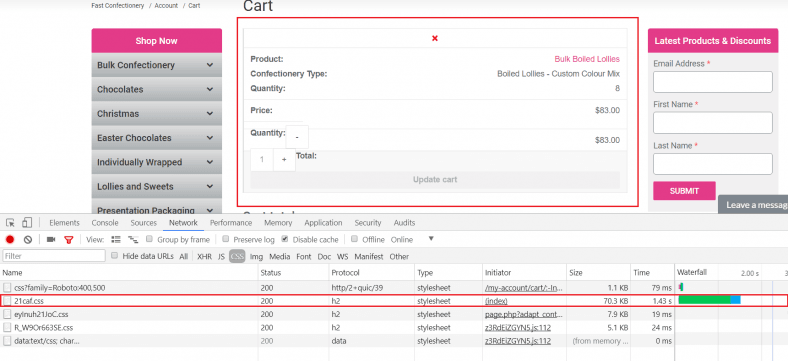 Fast Confectionery / Account / Cart
Cart
Shop Now
Bulk Confectionery
Chocolates
Christmas
Easter Chocolates
Individually Wrapped
Lollies and Sweets
Presentation Packaging
Product: Bulk Boiled Lollies
Confectionery Type: Boiled Lollies - Custom Colour Mix
Quantity: 8
Price: $83.00
Quantity: - $83.00
1 + Total:
Update cart
Latest Products & Discounts
Email Address *
First Name *
Last Name *
SUBMIT
Leave a message
Elements Console Sources Network Performance Memory Application Security Audits
View: Group by frame Preserve log Disable cache Offline Online
Filter Hide data URLs All XHR JS CSS Img Media Font Doc WS Manifest Other
Name Status Protocol Type Initiator Size Time Waterfall 2.00 s
css?family=Roboto:400,500 200 http/2+quic/39 stylesheet /my-account/cart/:-In... 1.1 KB 79 ms
21caf.css 200 h2 stylesheet (index) 70.3 KB 1.43 s
eyInuh21JoC.css 200 h2 stylesheet page.php?adapt_cont... 7.9 KB 19 ms
R_W9Or663SE.css 200 h2 stylesheet z3RdEiZGYN5.js:112 5.1 KB 24 ms
data:text/css; char... 200 data stylesheet z3RdEiZGYN5.js:112 (from memory ... 0 ms